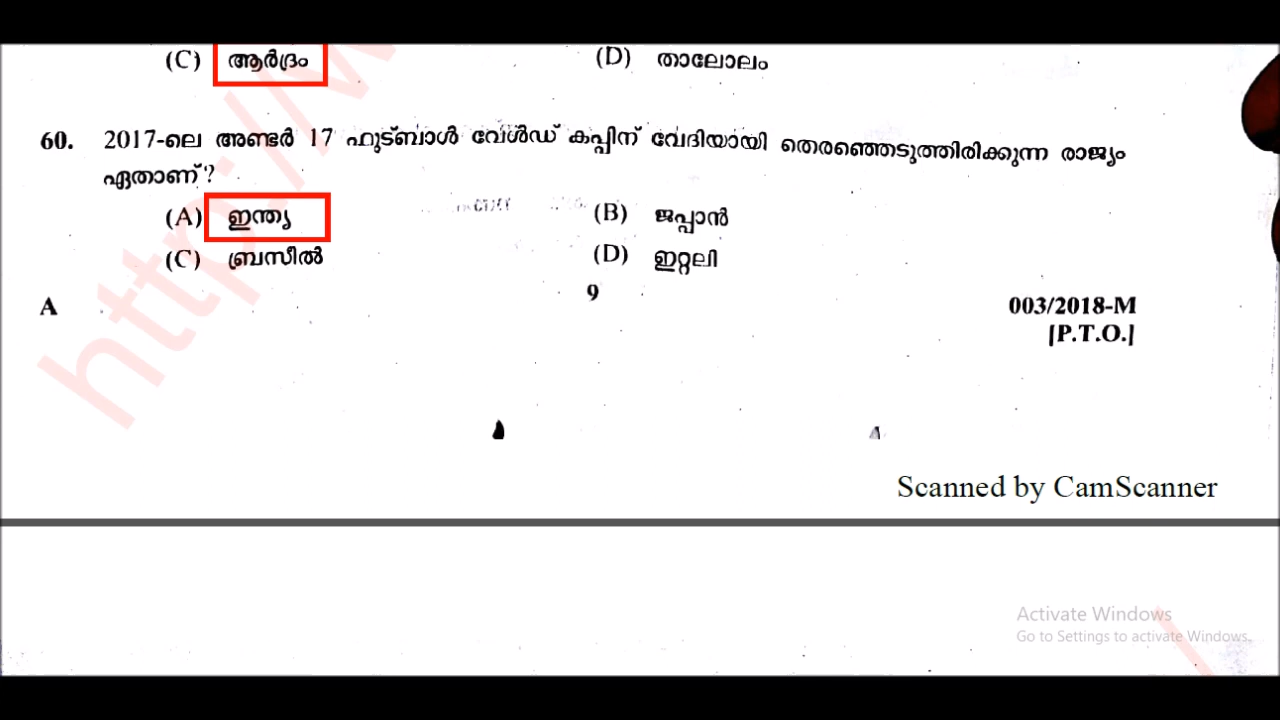 (C) ആർദ്രം (D) താലോലം
60. 2017-ലെ അണ്ടർ 17 ഫുട്ബാൾ വേൾഡ് കപ്പിന് വേദിയായി തെരഞ്ഞെടുത്തിരിക്കുന്ന രാജ്യം
ഏതാണ്?
(A) ഇന്ത്യ (B) ജപ്പാൻ
(C) ബ്രസീൽ (D) ഇറ്റലി
A 9 003/2018-M
[P.T.O.]
Scanned by CamScanner
Activate Windows
Go to Settings to activate Windows.
http://w